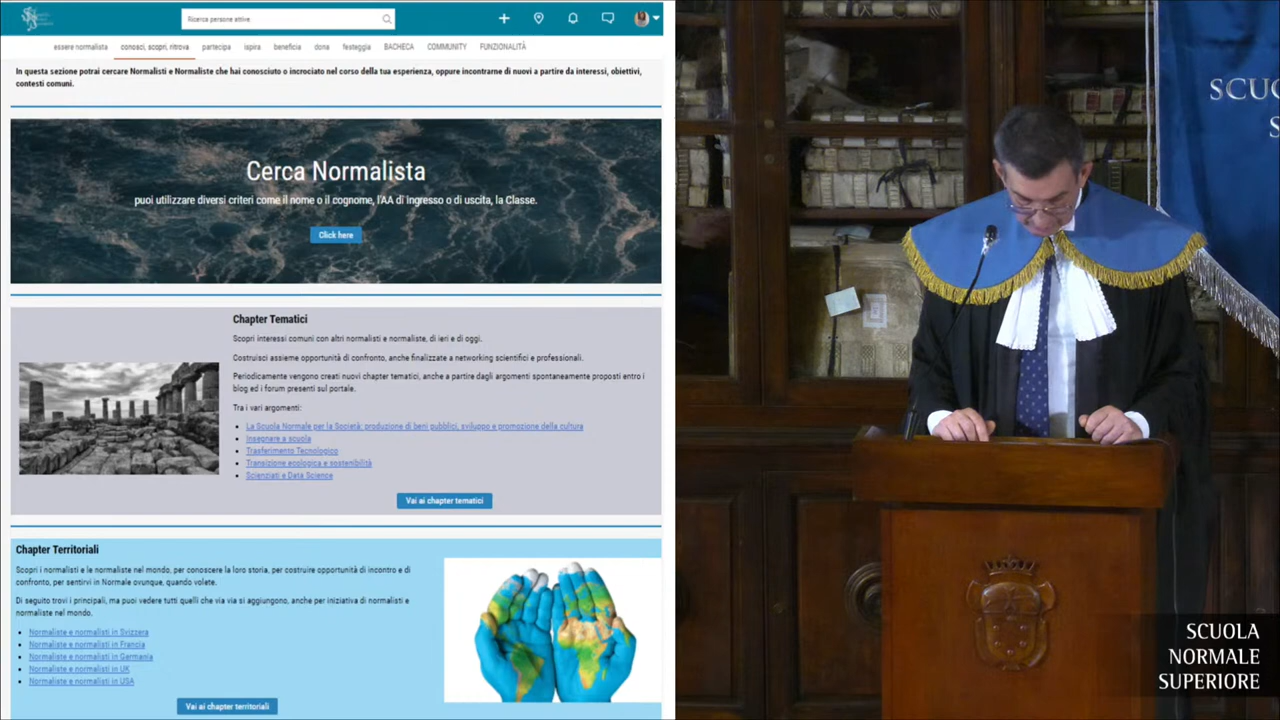 Ricerca persone attive
essere normalista
conosci, scopri, ritrova
partecipa
ispira
beneficia
dona
festeggia
BACHECA
COMMUNITY
FUNZIONALITÀ
In questa sezione potrai cercare Normalisti e Normaliste che hai conosciuto o incrociato nel corso della tua esperienza, oppure incontrarne di nuovi a partire da interessi, obiettivi,
contesti comuni.
Cerca Normalista
puoi utilizzare diversi criteri come il nome o il cognome, l'AA di ingresso o di uscita, la Classe.
Click here
Chapter Tematici
Scopri interessi comuni con altri normalisti e normaliste, di ieri e di oggi.
Costruisci assieme opportunità di confronto, anche finalizzate a networking scientifici e professionali.
Periodicamente vengono creati nuovi chapter tematici, anche a partire dagli argomenti spontaneamente proposti entro i
blog ed i forum presenti sul portale.
Tra i vari argomenti:
La Scuola Normale per la Società: produzione di beni pubblici, sviluppo e promozione della cultura
Insegnare a scuola
Trasferimento Tecnologico
Transizione ecologica e sostenibilità
Scienziati e Data Science
Vai ai chapter tematici
Chapter Territoriali
Scopri i normalisti e le normaliste nel mondo, per conoscere la loro storia, per costruire opportunità di incontro e di
confronto, per sentirvi in Normale ovunque, quando volete.
Di seguito trovi i principali, ma puoi vedere tutti quelli che via via si aggiungono, anche per iniziativa di normalisti e
normaliste nel mondo.
Normaliste e normalisti in Svizzera
Normaliste e normalisti in Francia
Normaliste e normalisti in Germania
Normaliste e normalisti in UK
Normaliste e normalisti in USA
Vai ai chapter territoriali
SCUO
S
SCUOLA
NORMALE
SUPERIORE